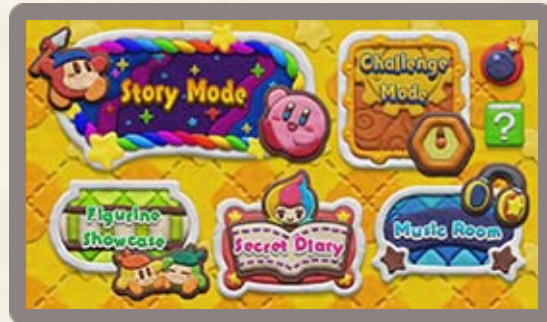 Story Mode
Challenge
Mode
?
Figurine
Showcase
Secret Diary
Music Room